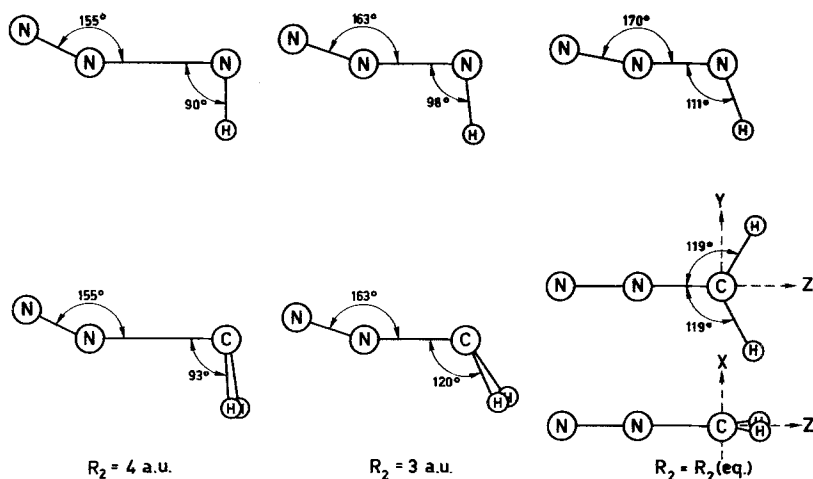 155° 163° 170°
N N N N N N N N N
90° 98° 111°
H H H
Y
H
119°
155° 163° N N C Z
N N C N N C 119°
93° 120° H
H H H H X
N N C H H Z
R₂ = 4 a.u. R₂ = 3 a.u. R₂ = R₂(eq.)